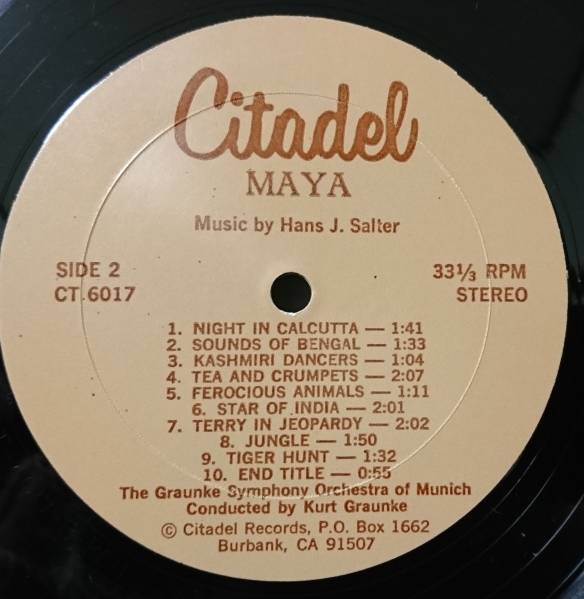 Citadel
MAYA
Music by Hans J. Salter
SIDE 2
CT 6017
33⅓ RPM
STEREO
1. NIGHT IN CALCUTTA — 1:41
2. SOUNDS OF BENGAL — 1:33
3. KASHMIRI DANCERS — 1:04
4. TEA AND CRUMPETS — 2:07
5. FEROCIOUS ANIMALS — 1:11
6. STAR OF INDIA — 2:01
7. TERRY IN JEOPARDY — 2:02
8. JUNGLE — 1:50
9. TIGER HUNT — 1:32
10. END TITLE — 0:55
The Graunke Symphony Orchestra of Munich
Conducted by Kurt Graunke
© Citadel Records, P.O. Box 1662
Burbank, CA 91507